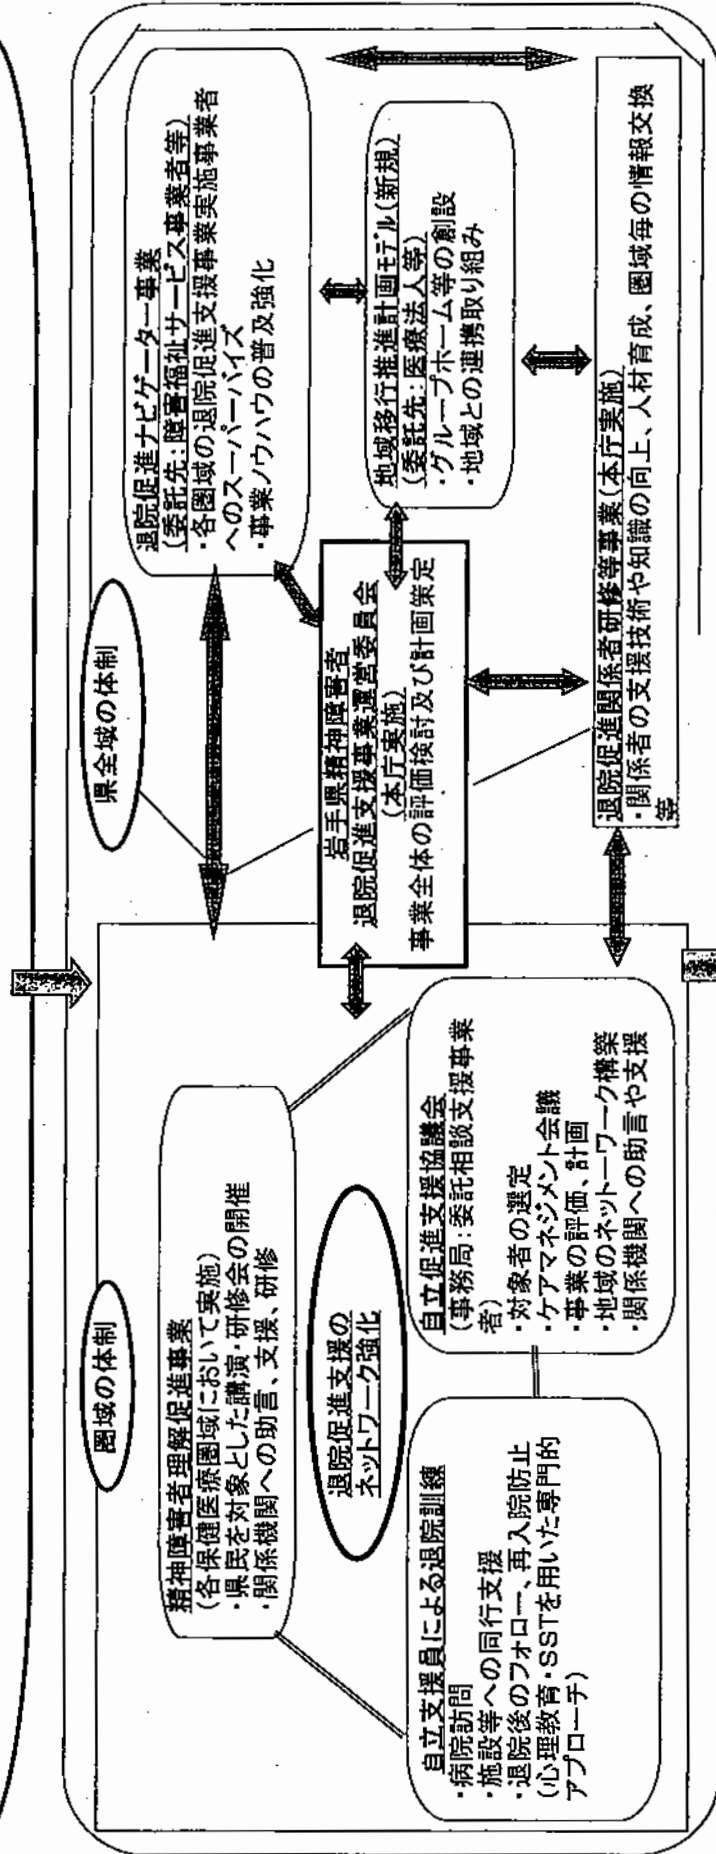 圏域の体制
精神障害者理解促進事業
(各保健医療圏域において実施)
・県民を対象とした講演・研修会の開催
・関係機関への助言、支援、研修
退院促進支援の
ネットワーク強化
自立支援員による退院訓練
・病院訪問
・施設等への同行支援
・退院後のフォロー、再入院防止
(心理教育・SSTを用いた専門的
アプローチ)
自立促進支援協議会
(事務局:委託相談支援事業
者)
・対象者の選定
・ケアマネジメント会議
・事業の評価、計画
・地域のネットーワーク構築
・関係機関への助言や支援
県全域の体制
岩手県精神障害者
退院促進支援事業運営委員会
(本庁実施)
事業全体の評価検討及び計画策定
退院促進ナビゲーター事業
(委託先:障害福祉サービス事業者等)
・各圏域の退院促進支援事業実施事業者
へのスーパーバイズ
・事業ノウハウの普及強化
地域移行推進計画モデル(新規)
(委託先:医療法人等)
・グループホーム等の創設
・地域との連携取り組み
退院促進関係者研修等事業(本庁実施)
・関係者の支援技術や知識の向上、人材育成、圏域毎の情報交換
等